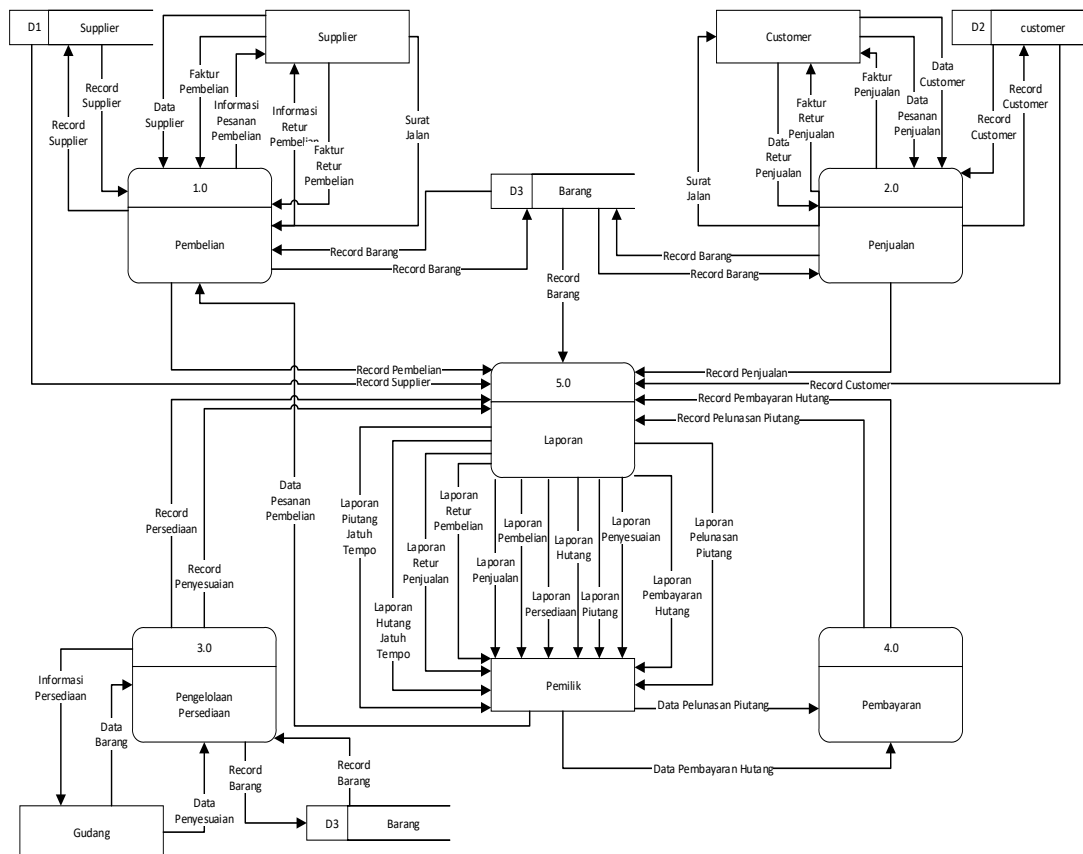 D1
Supplier
Supplier
Customer
D2
customer
Record
Supplier
Record
Supplier
Data
Supplier
Faktur
Pembelian
Informasi
Pesanan
Pembelian
Informasi
Retur
Pembelian
Faktur
Retur
Pembelian
Surat
Jalan
Surat
Jalan
Data
Retur
Penjualan
Faktur
Retur
Penjualan
Faktur
Penjualan
Data
Pesanan
Penjualan
Data
Customer
Record
Customer
Record
Customer
1.0
Pembelian
D3
Barang
2.0
Penjualan
Record Barang
Record Barang
Record Barang
Record Barang
Record
Barang
Record Pembelian
Record Supplier
5.0
Laporan
Record Penjualan
Record Customer
Record Pembayaran Hutang
Record Pelunasan Piutang
Record
Persediaan
Record
Penyesuaian
Data
Pesanan
Pembelian
Laporan
Piutang
Jatuh
Tempo
Laporan
Hutang
Jatuh
Tempo
Laporan
Retur
Penjualan
Laporan
Retur
Pembelian
Laporan
Penjualan
Laporan
Pembelian
Laporan
Persediaan
Laporan
Hutang
Laporan
Piutang
Laporan
Penyesuaian
Laporan
Pembayaran
Hutang
Laporan
Pelunasan
Piutang
3.0
Pengelolaan
Persediaan
Pemilik
4.0
Pembayaran
Data Pelunasan Piutang
Data Pembayaran Hutang
Informasi
Persediaan
Data
Barang
Data
Penyesuaian
Record
Barang
Record
Barang
Gudang
D3
Barang